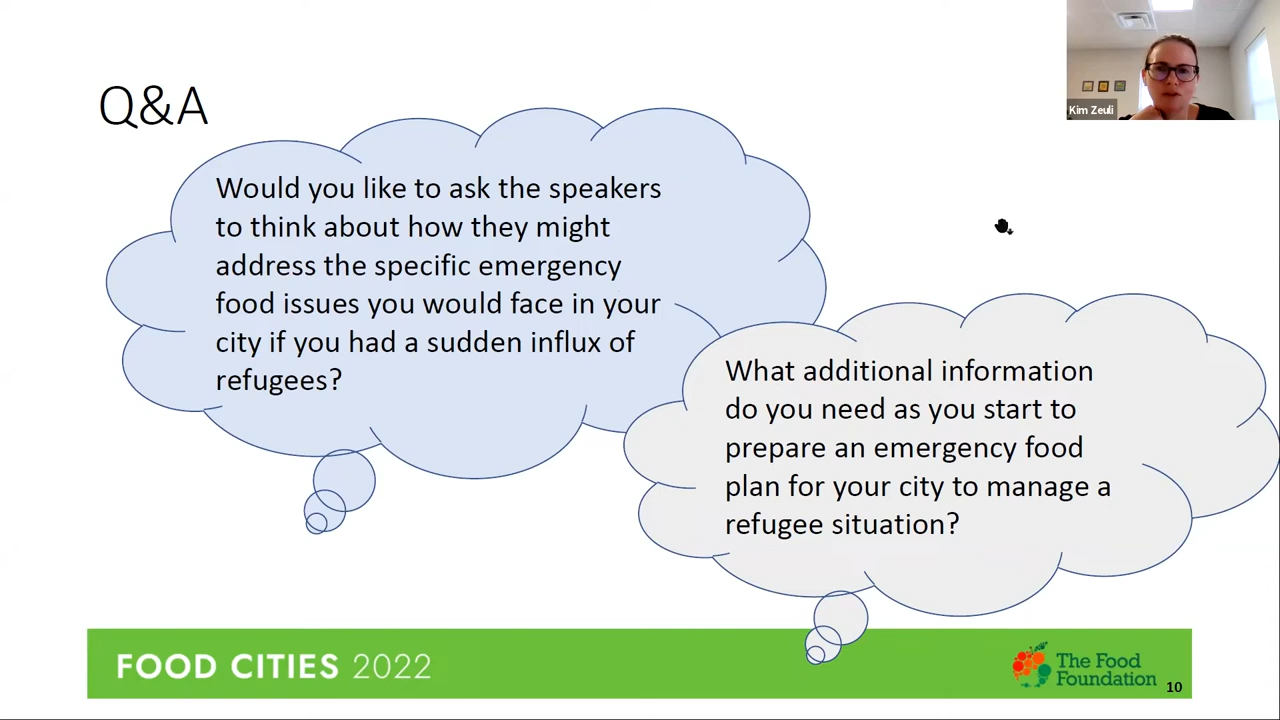 Q&A
Kim Zeuli
Would you like to ask the speakers
to think about how they might
address the specific emergency
food issues you would face in your
city if you had a sudden influx of
refugees?
What additional information
do you need as you start to
prepare an emergency food
plan for your city to manage a
refugee situation?
FOOD CITIES 2022
The Food
Foundation
10